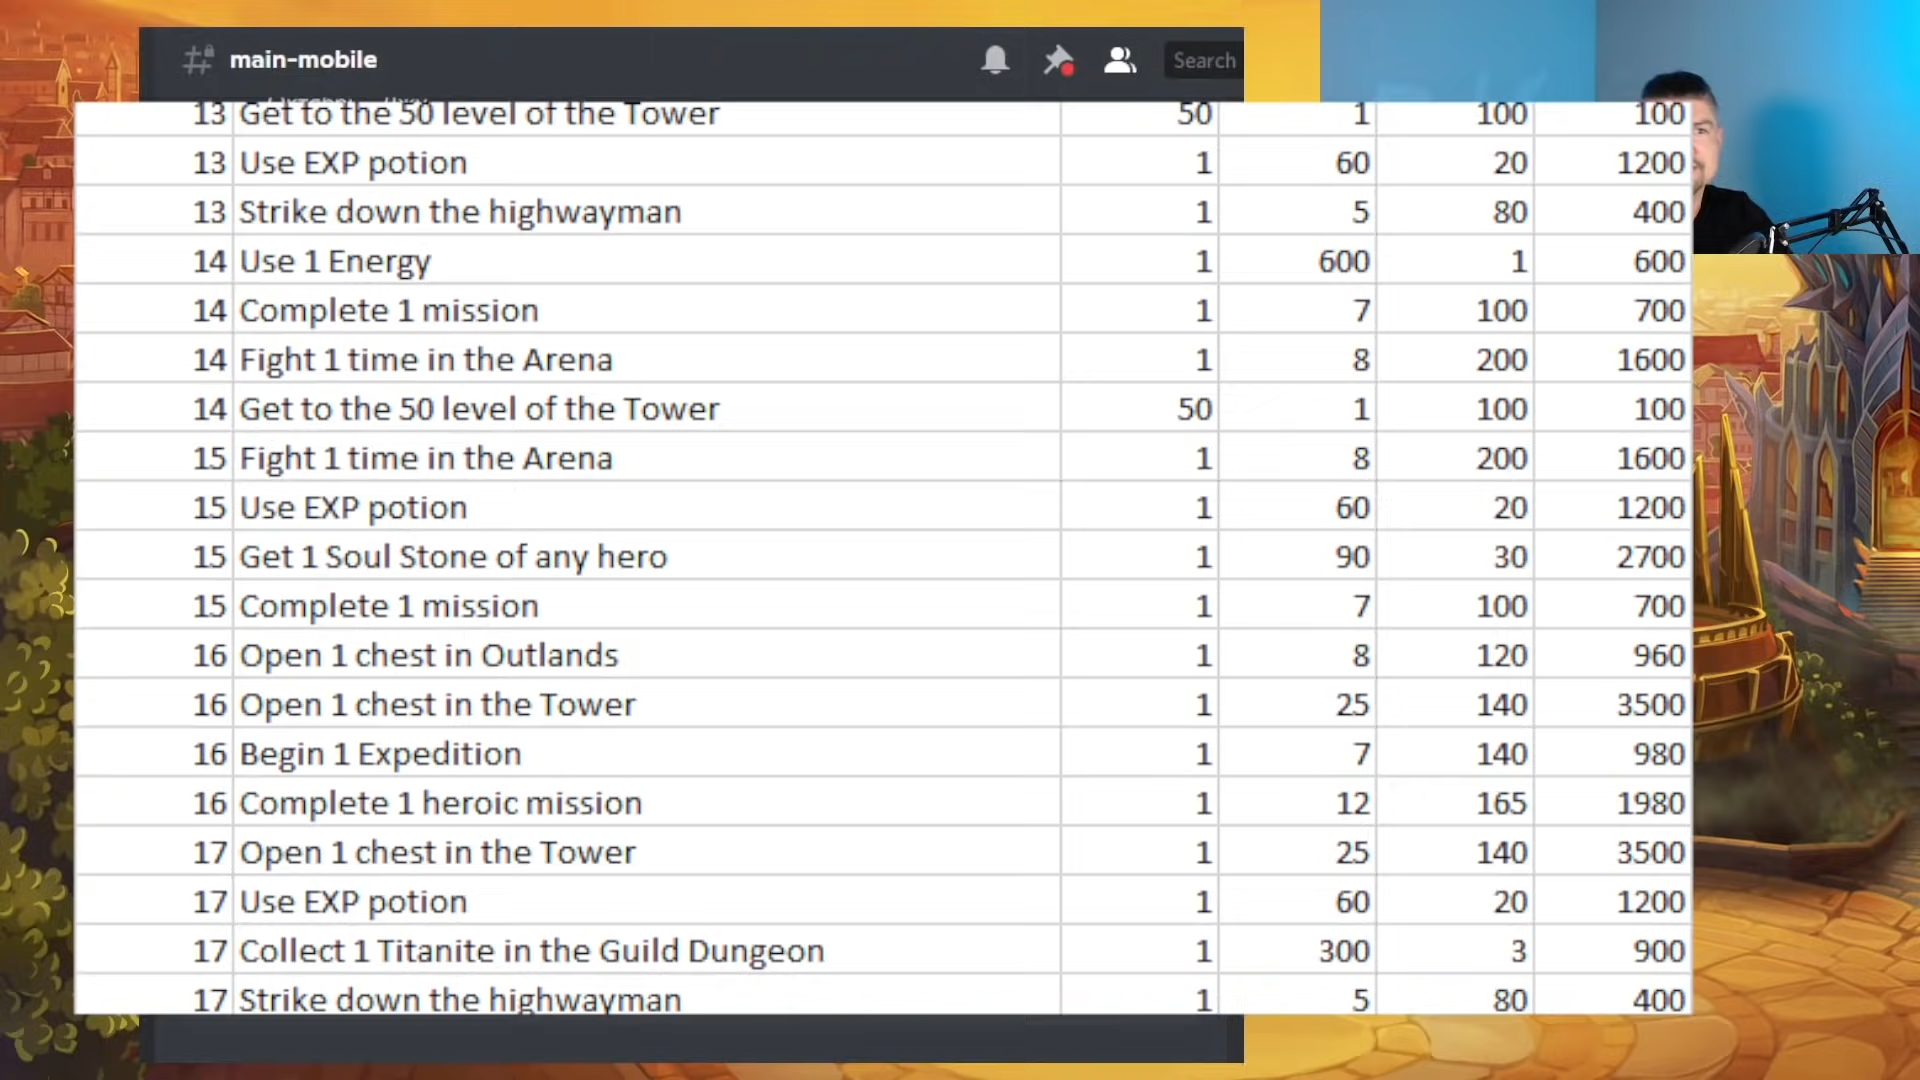 main-mobile
Search
13 Get to the 50 level of the Tower 50 1 100 100
13 Use EXP potion 1 60 20 1200
13 Strike down the highwayman 1 5 80 400
14 Use 1 Energy 1 600 1 600
14 Complete 1 mission 1 7 100 700
14 Fight 1 time in the Arena 1 8 200 1600
14 Get to the 50 level of the Tower 50 1 100 100
15 Fight 1 time in the Arena 1 8 200 1600
15 Use EXP potion 1 60 20 1200
15 Get 1 Soul Stone of any hero 1 90 30 2700
15 Complete 1 mission 1 7 100 700
16 Open 1 chest in Outlands 1 8 120 960
16 Open 1 chest in the Tower 1 25 140 3500
16 Begin 1 Expedition 1 7 140 980
16 Complete 1 heroic mission 1 12 165 1980
17 Open 1 chest in the Tower 1 25 140 3500
17 Use EXP potion 1 60 20 1200
17 Collect 1 Titanite in the Guild Dungeon 1 300 3 900
17 Strike down the highwayman 1 5 80 400